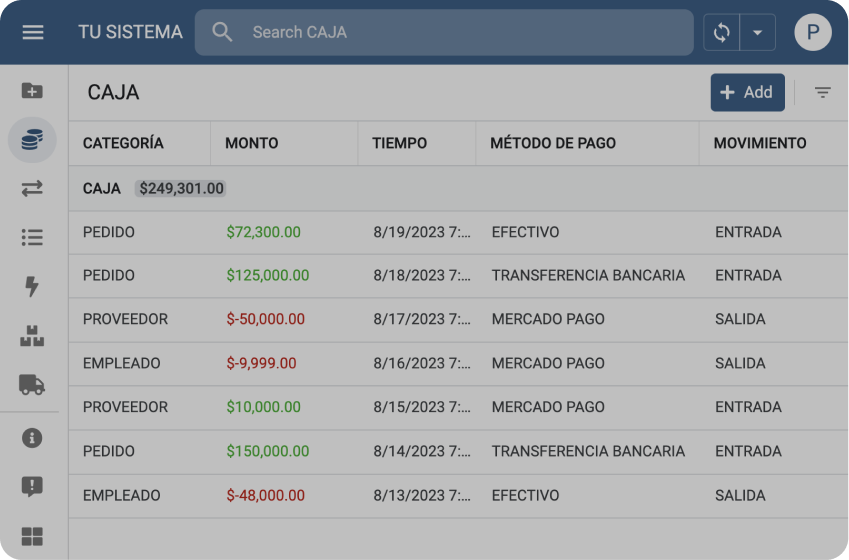 TU SISTEMA Search CAJA P
CAJA + Add
CATEGORÍA MONTO TIEMPO MÉTODO DE PAGO MOVIMIENTO
CAJA $249,301.00
PEDIDO $72,300.00 8/19/2023 7:... EFECTIVO ENTRADA
PEDIDO $125,000.00 8/18/2023 7:... TRANSFERENCIA BANCARIA ENTRADA
PROVEEDOR $-50,000.00 8/17/2023 7:... MERCADO PAGO SALIDA
EMPLEADO $-9,999.00 8/16/2023 7:... MERCADO PAGO SALIDA
PROVEEDOR $10,000.00 8/15/2023 7:... MERCADO PAGO ENTRADA
PEDIDO $150,000.00 8/14/2023 7:... TRANSFERENCIA BANCARIA ENTRADA
EMPLEADO $-48,000.00 8/13/2023 7:... EFECTIVO SALIDA